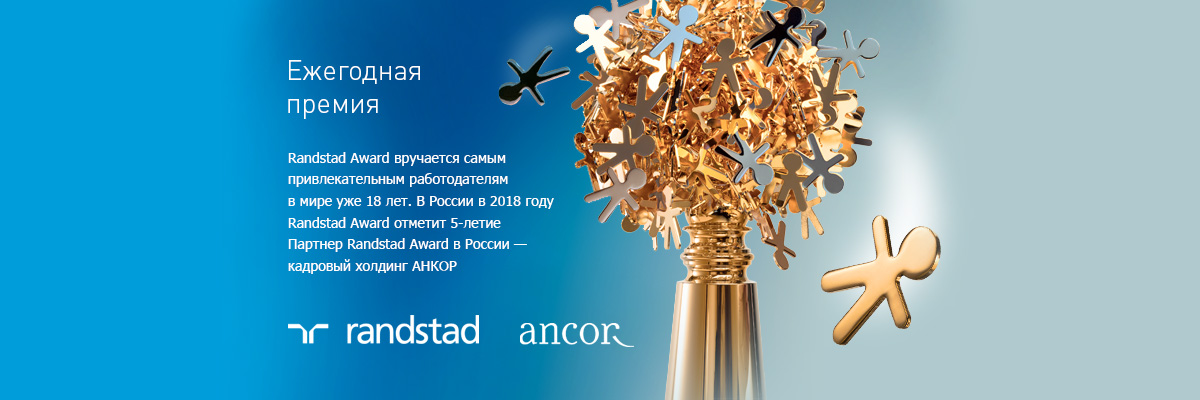 Ежегодная
премия
Randstad Award вручается самым
привлекательным работодателям
в мире уже 18 лет. В России в 2018 году
Randstad Award отметит 5-летие
Партнер Randstad Award в России —
кадровый холдинг АНКОР
randstad ancor